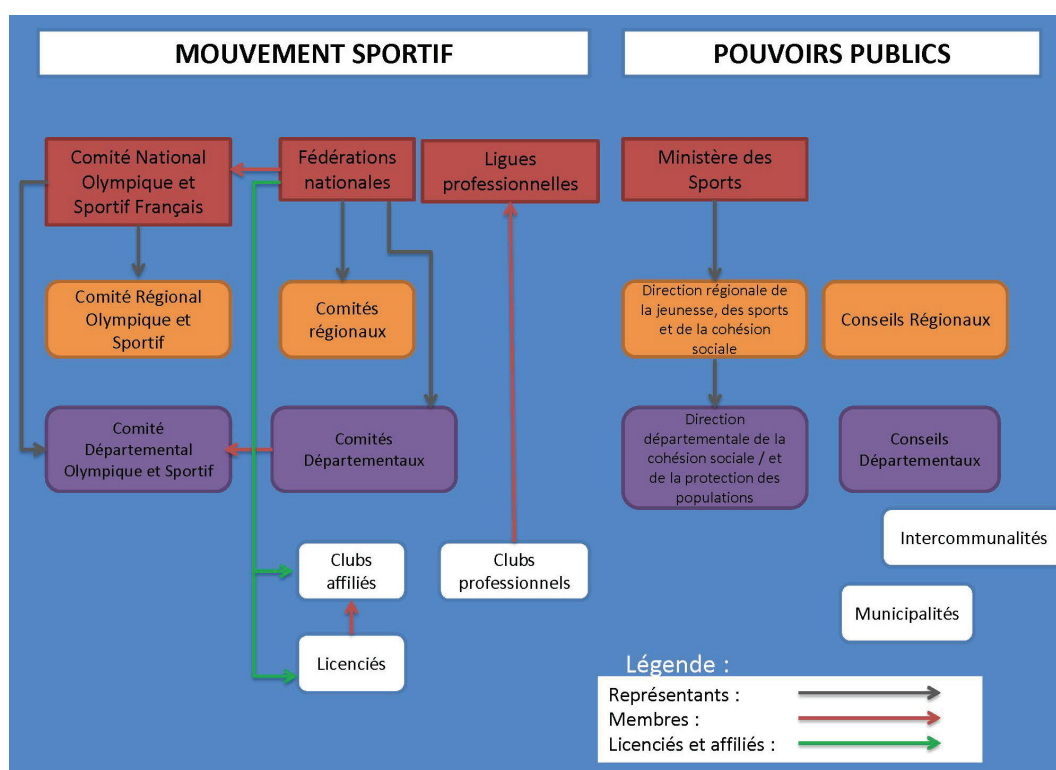 MOUVEMENT SPORTIF
POUVOIRS PUBLICS
Comité National
Olympique et
Sportif Français
Fédérations
nationales
Ligues
professionnelles
Ministère des
Sports
Comité Régional
Olympique et
Sportif
Comités
régionaux
Direction régionale de
la jeunesse, des sports
et de la cohésion
sociale
Conseils Régionaux
Comité
Départemental
Olympique et Sportif
Comités
Départementaux
Direction
départementale de la
cohésion sociale / et
de la protection des
populations
Conseils
Départementaux
Intercommunalités
Clubs
affiliés
Clubs
professionnels
Municipalités
Licenciés
Légende :
Représentants :
Membres :
Licenciés et affiliés :